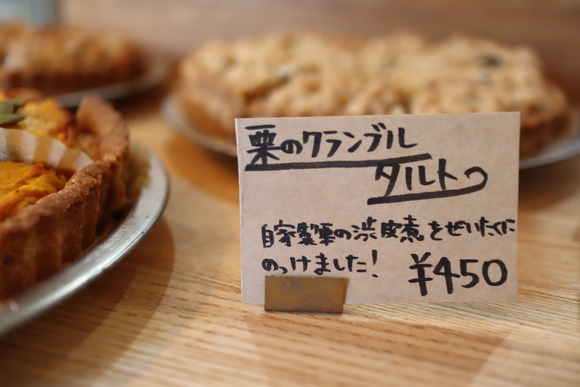 栗のクランブル
タルト
自家製栗の渋皮煮をぜいたくに
のっけました!
¥450